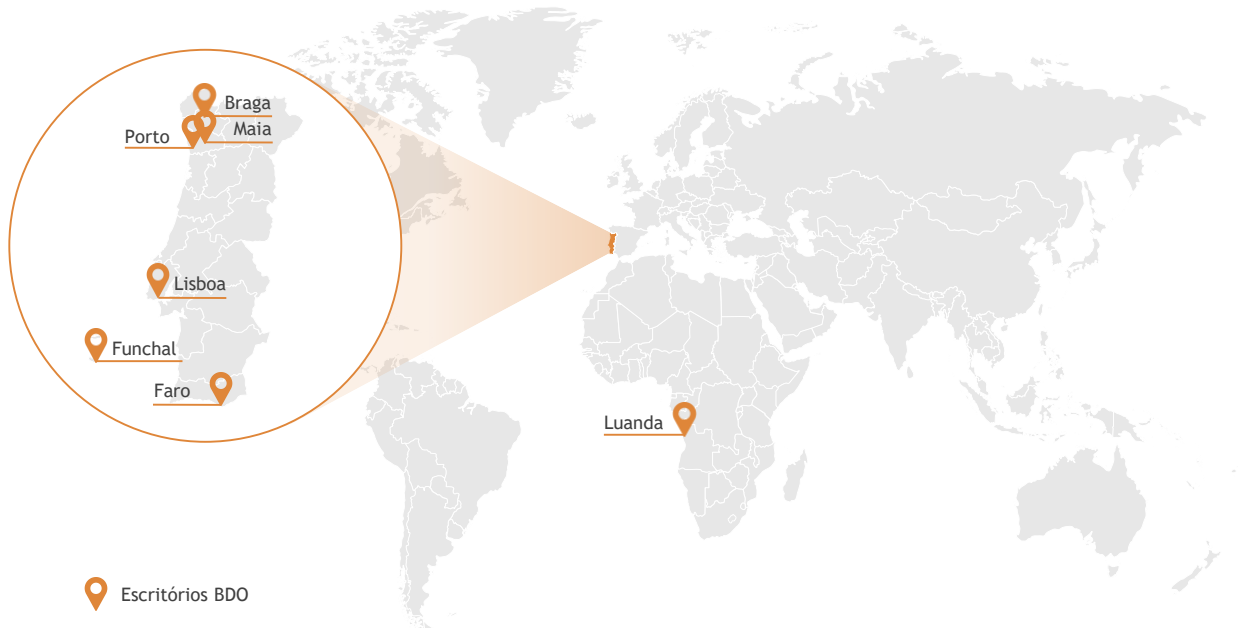 Braga
Maia
Porto
Lisboa
Funchal
Faro
Luanda
Escritórios BDO